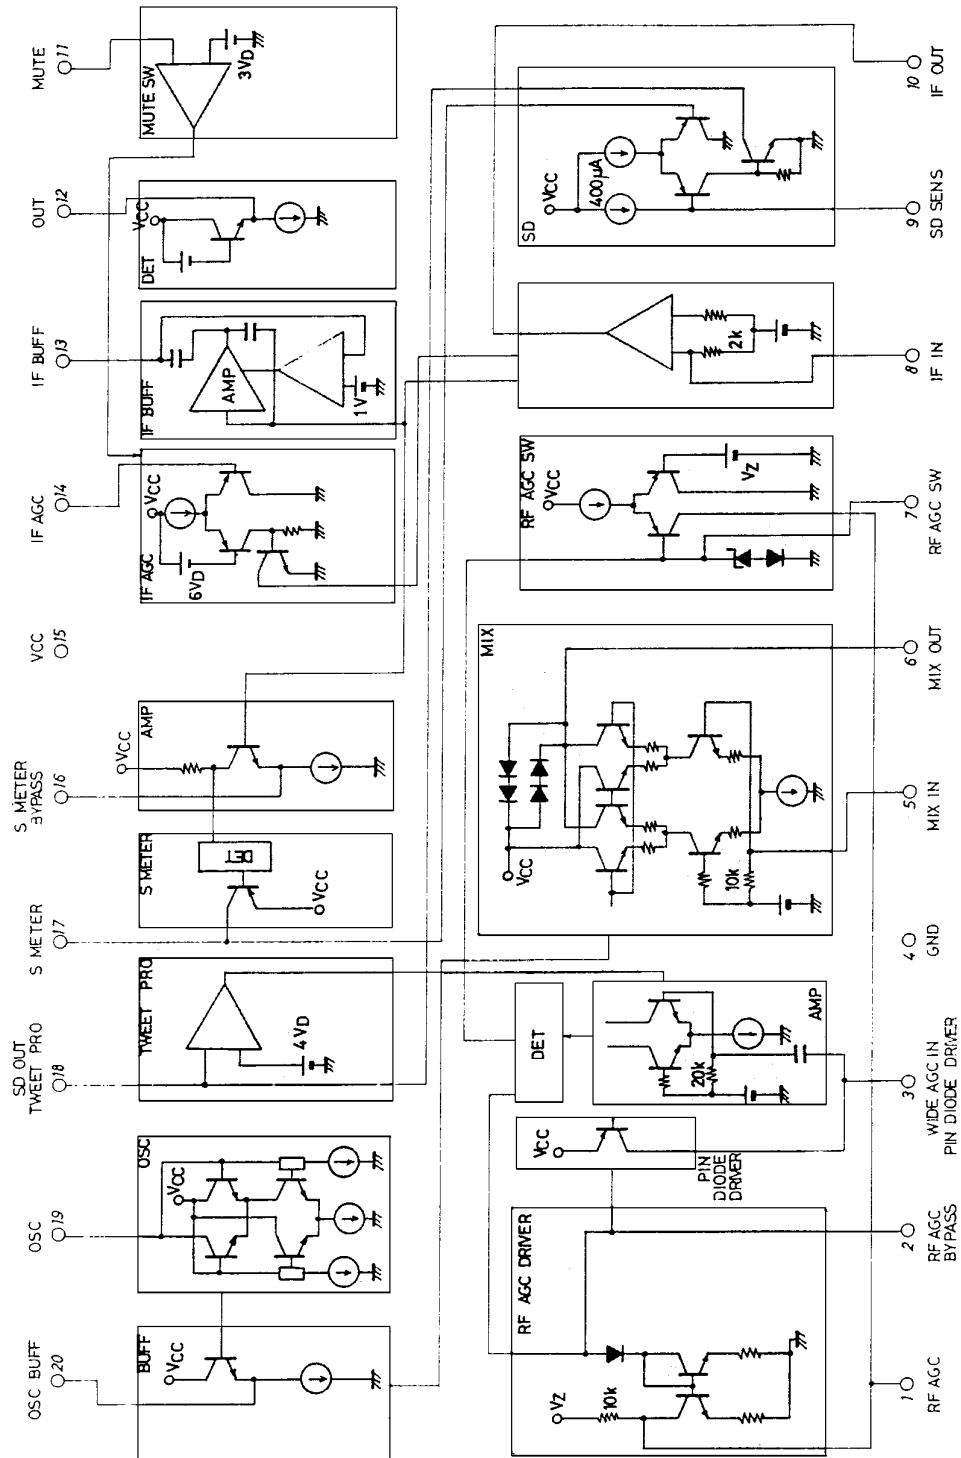 OSC BUFF
20
OSC
19
SD OUT
TWEET PRO
18
S METER
17
S METER
BYPASS
16
VCC
15
IF AGC
14
IF BUFF
13
OUT
12
MUTE
11
BUFF
VCC
OSC
VCC
TWEET PRO
4VD
S METER
DET
VCC
AMP
VCC
IF AGC
VCC
6VD
IF BUFF
AMP
1V
DET
VCC
MUTE SW
3VD
RF AGC DRIVER
VZ
10k
VCC
PIN
DIODE
DRIVER
DET
AMP
20k
MIX
VCC
10k
RF AGC SW
VCC
VZ
2k
SD
VCC
400μA
1
RF AGC
2
RF AGC
BYPASS
3
WIDE AGC IN
PIN DIODE DRIVER
4
GND
5
MIX IN
6
MIX OUT
7
RF AGC SW
8
IF IN
9
SD SENS
10
IF OUT